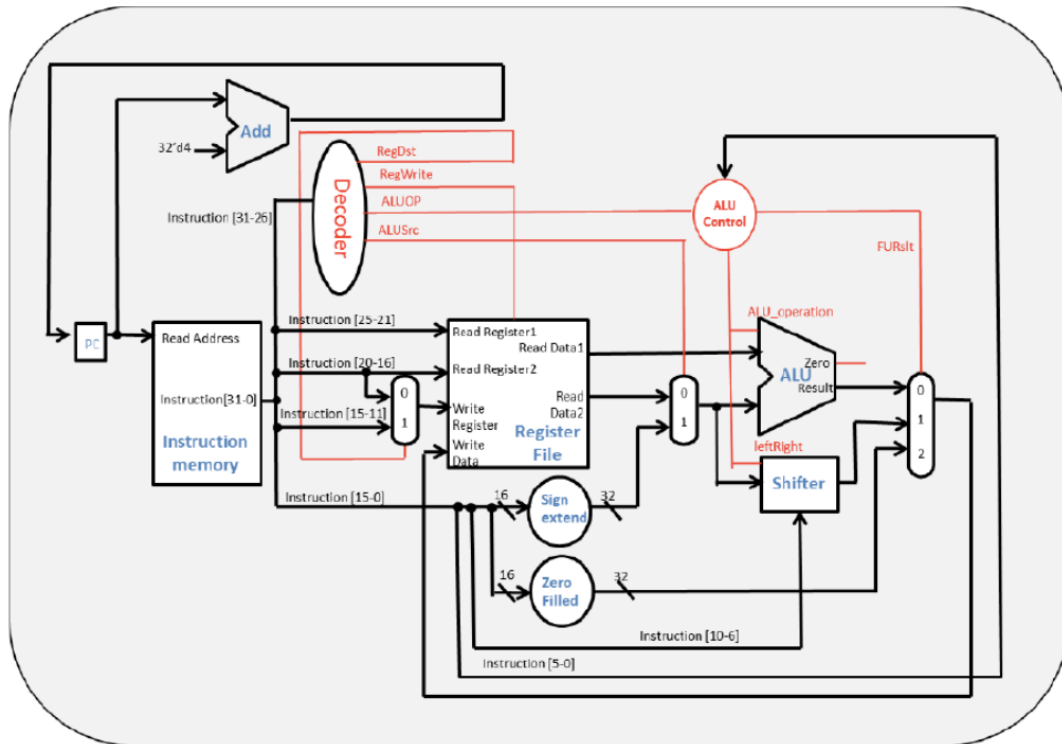 Add
32'd4
RegDst
RegWrite
ALUOP
ALUSrc
Decoder
Instruction [31-26]
ALU
Control
FURslt
PC
Read Address
Instruction[31-0]
Instruction
memory
Instruction [25-21]
Instruction [20-16]
Instruction [15-11]
Instruction [15-0]
0
1
Read Register1
Read Data1
Read Register2
Read
Data2
Write
Register
Write
Data
Register
File
0
1
ALU_operation
Zero
ALU
Result
leftRight
Shifter
0
1
2
16
Sign
extend
32
16
Zero
Filled
32
Instruction [10-6]
Instruction [5-0]